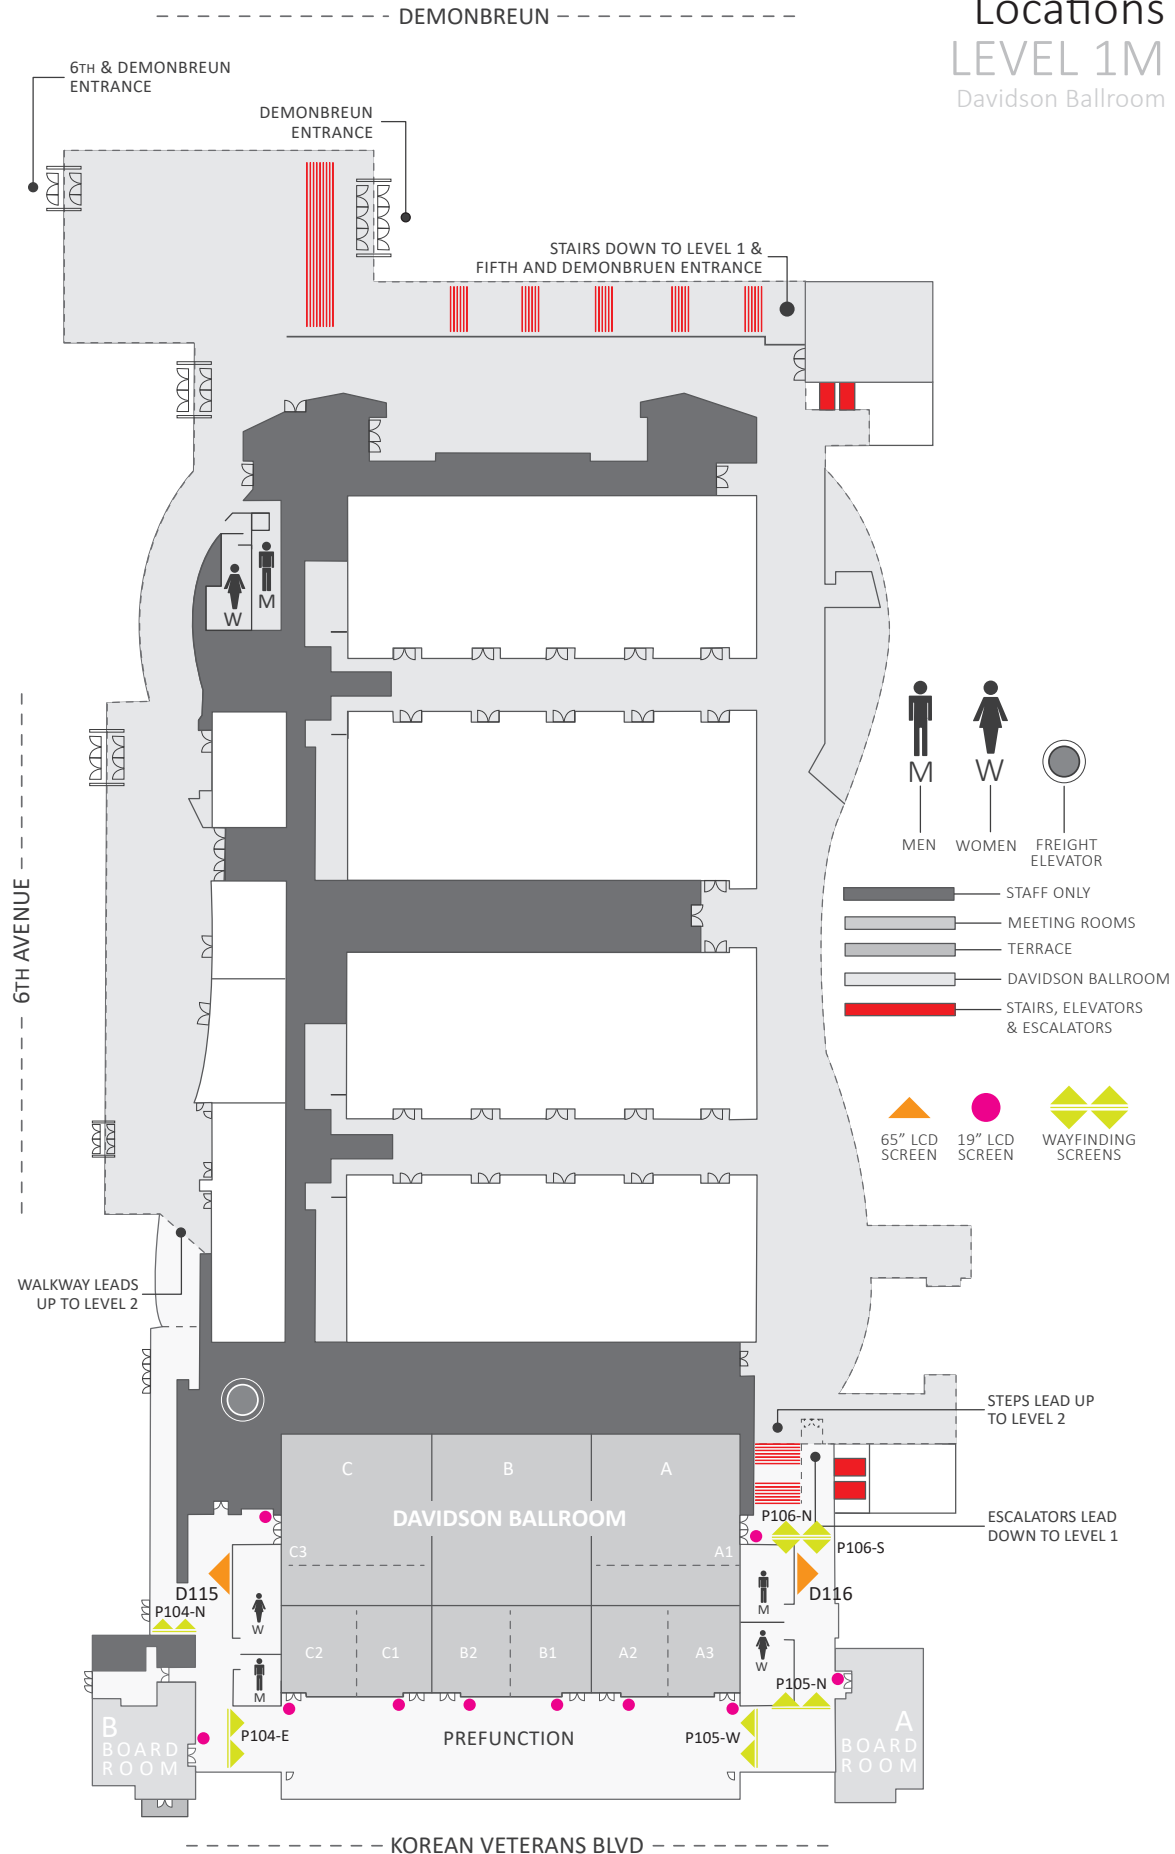 DEMONBREUN
Locations
LEVEL 1M
Davidson Ballroom
6TH & DEMONBREUN
ENTRANCE
DEMONBREUN
ENTRANCE
STAIRS DOWN TO LEVEL 1 &
FIFTH AND DEMONBRUEN ENTRANCE
W
M
6TH AVENUE
M
W
MEN
WOMEN
FREIGHT
ELEVATOR
STAFF ONLY
MEETING ROOMS
TERRACE
DAVIDSON BALLROOM
STAIRS, ELEVATORS
& ESCALATORS
65” LCD
SCREEN
19” LCD
SCREEN
WAYFINDING
SCREENS
WALKWAY LEADS
UP TO LEVEL 2
STEPS LEAD UP
TO LEVEL 2
C
B
A
DAVIDSON BALLROOM
P106-N
ESCALATORS LEAD
DOWN TO LEVEL 1
P106-S
C3
A1
D115
D116
P104-N
W
M
C2
C1
B2
B1
A2
A3
M
W
P105-N
B
BOARD
ROOM
P104-E
PREFUNCTION
P105-W
A
BOARD
ROOM
KOREAN VETERANS BLVD